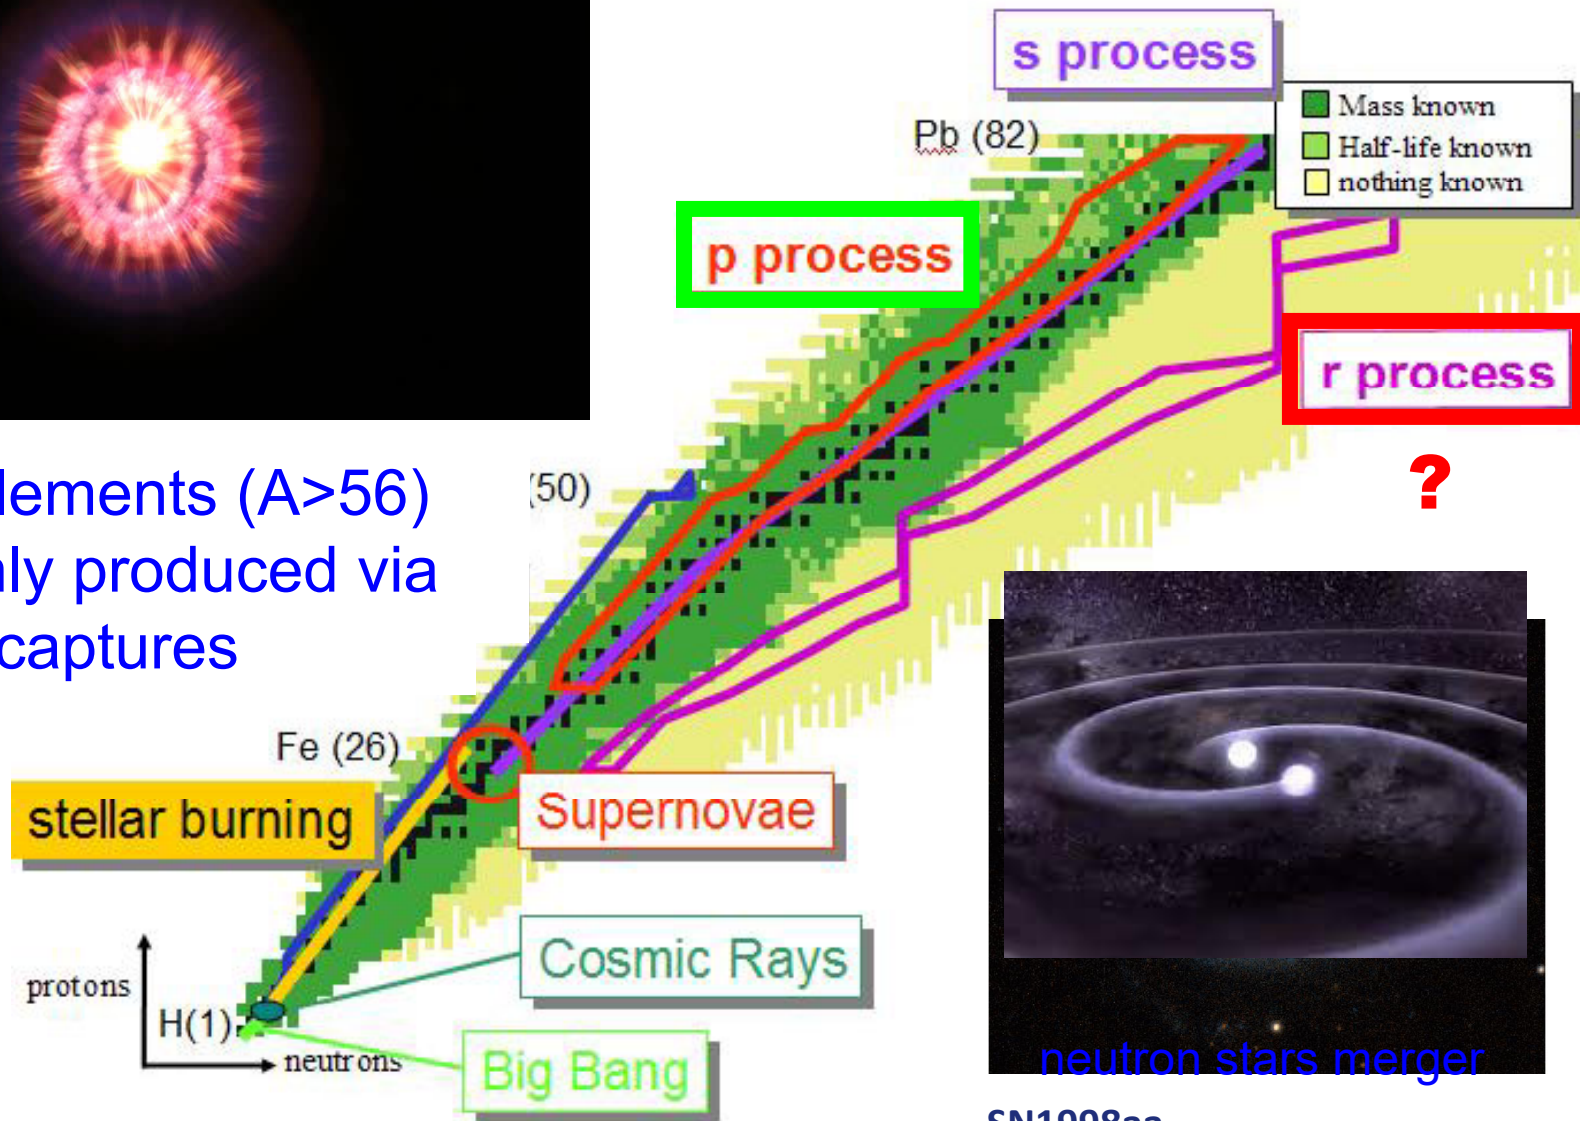 s process
Mass known
Half-life known
nothing known
Pb (82)
p process
r process
?
lements (A>56)
ly produced via
captures
(50)
Fe (26)
stellar burning
Supernovae
Cosmic Rays
protons
H(1)
neutrons
Big Bang
neutron stars merger